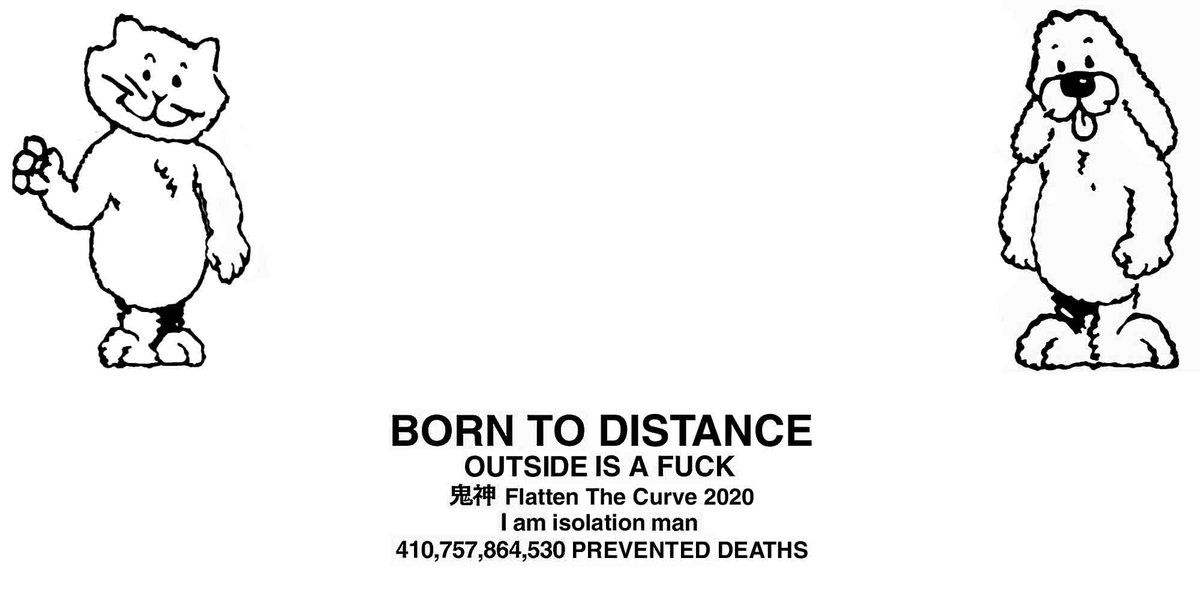 BORN TO DISTANCE
OUTSIDE IS A FUCK
鬼神 Flatten The Curve 2020
I am isolation man
410,757,864,530 PREVENTED DEATHS